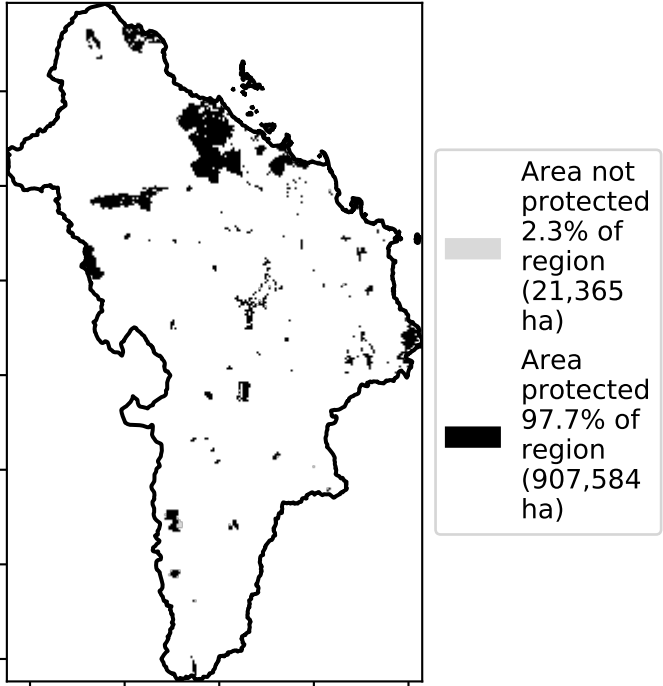 Area not
protected
2.3% of
region
(21,365
ha)
Area
protected
97.7% of
region
(907,584
ha)